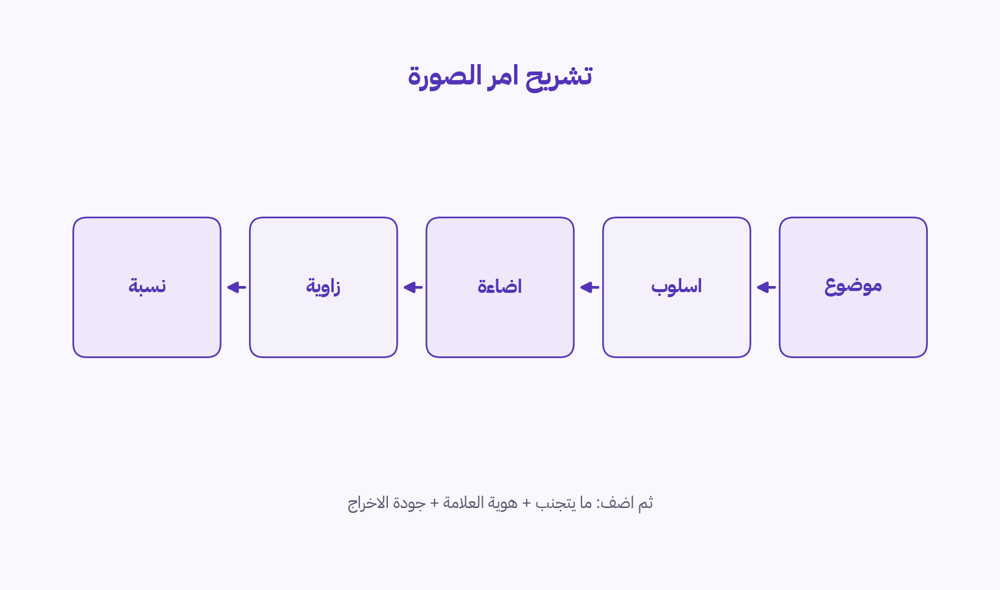 تشريح امر الصورة
موضوع
اسلوب
اضاءة
زاوية
نسبة
ثم اضف: ما يتجنب + هوية العلامة + جودة الاخراج